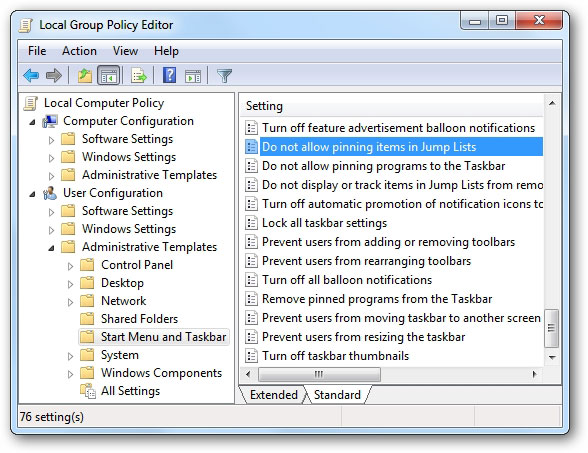 Local Group Policy Editor
File Action View Help
Local Computer Policy
Computer Configuration
Software Settings
Windows Settings
Administrative Templates
User Configuration
Software Settings
Windows Settings
Administrative Templates
Control Panel
Desktop
Network
Shared Folders
Start Menu and Taskbar
System
Windows Components
All Settings
Setting
Turn off feature advertisement balloon notifications
Do not allow pinning items in Jump Lists
Do not allow pinning programs to the Taskbar
Do not display or track items in Jump Lists from remo
Turn off automatic promotion of notification icons to
Lock all taskbar settings
Prevent users from adding or removing toolbars
Prevent users from rearranging toolbars
Turn off all balloon notifications
Remove pinned programs from the Taskbar
Prevent users from moving taskbar to another screen
Prevent users from resizing the taskbar
Turn off taskbar thumbnails
Extended Standard
76 setting(s)